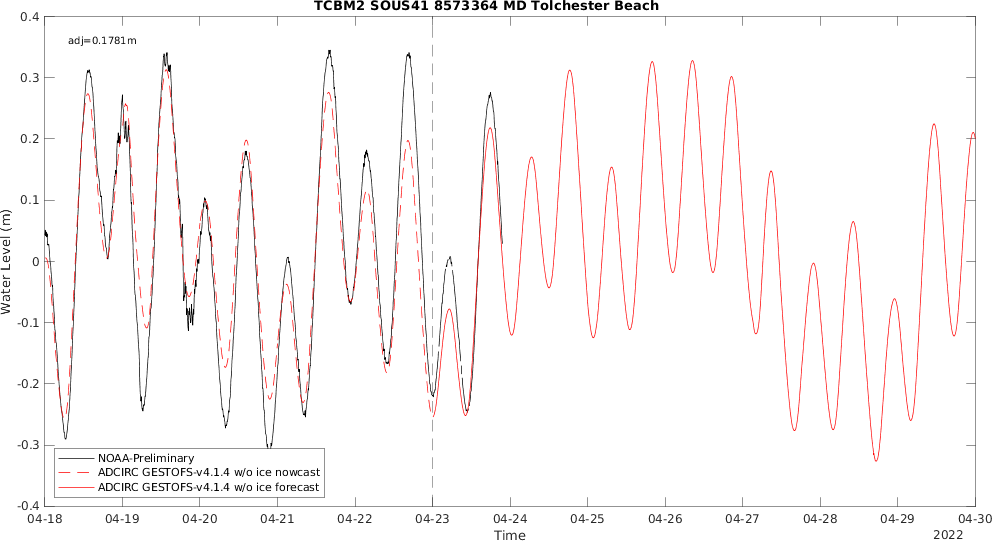 TCBM2 SOUS41 8573364 MD Tolchester Beach
adj=0.1781m
0.4
0.3
0.2
0.1
0
-0.1
-0.2
-0.3
-0.4
Water Level (m)
NOAA-Preliminary
ADCIRC GESTOFS-v4.1.4 w/o ice nowcast
ADCIRC GESTOFS-v4.1.4 w/o ice forecast
04-18 04-19 04-20 04-21 04-22 04-23 04-24 04-25 04-26 04-27 04-28 04-29 04-30
Time
2022